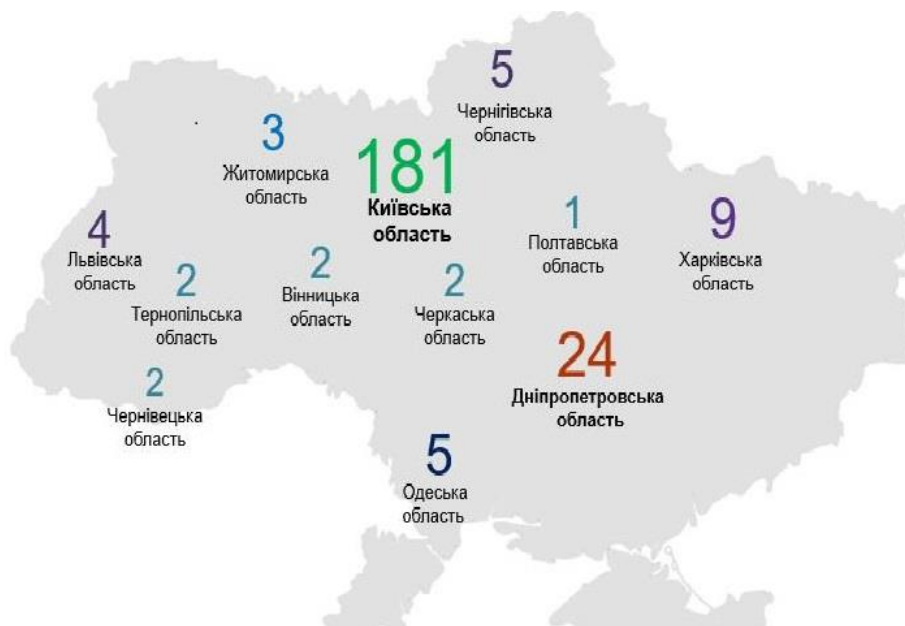 5
Чернігівська
область
3
Житомирська
область
181
Київська
область
1
Полтавська
область
9
Харківська
область
4
Львівська
область
2
Тернопільська
область
2
Вінницька
область
2
Черкаська
область
24
Дніпропетровська
область
2
Чернівецька
область
5
Одеська
область